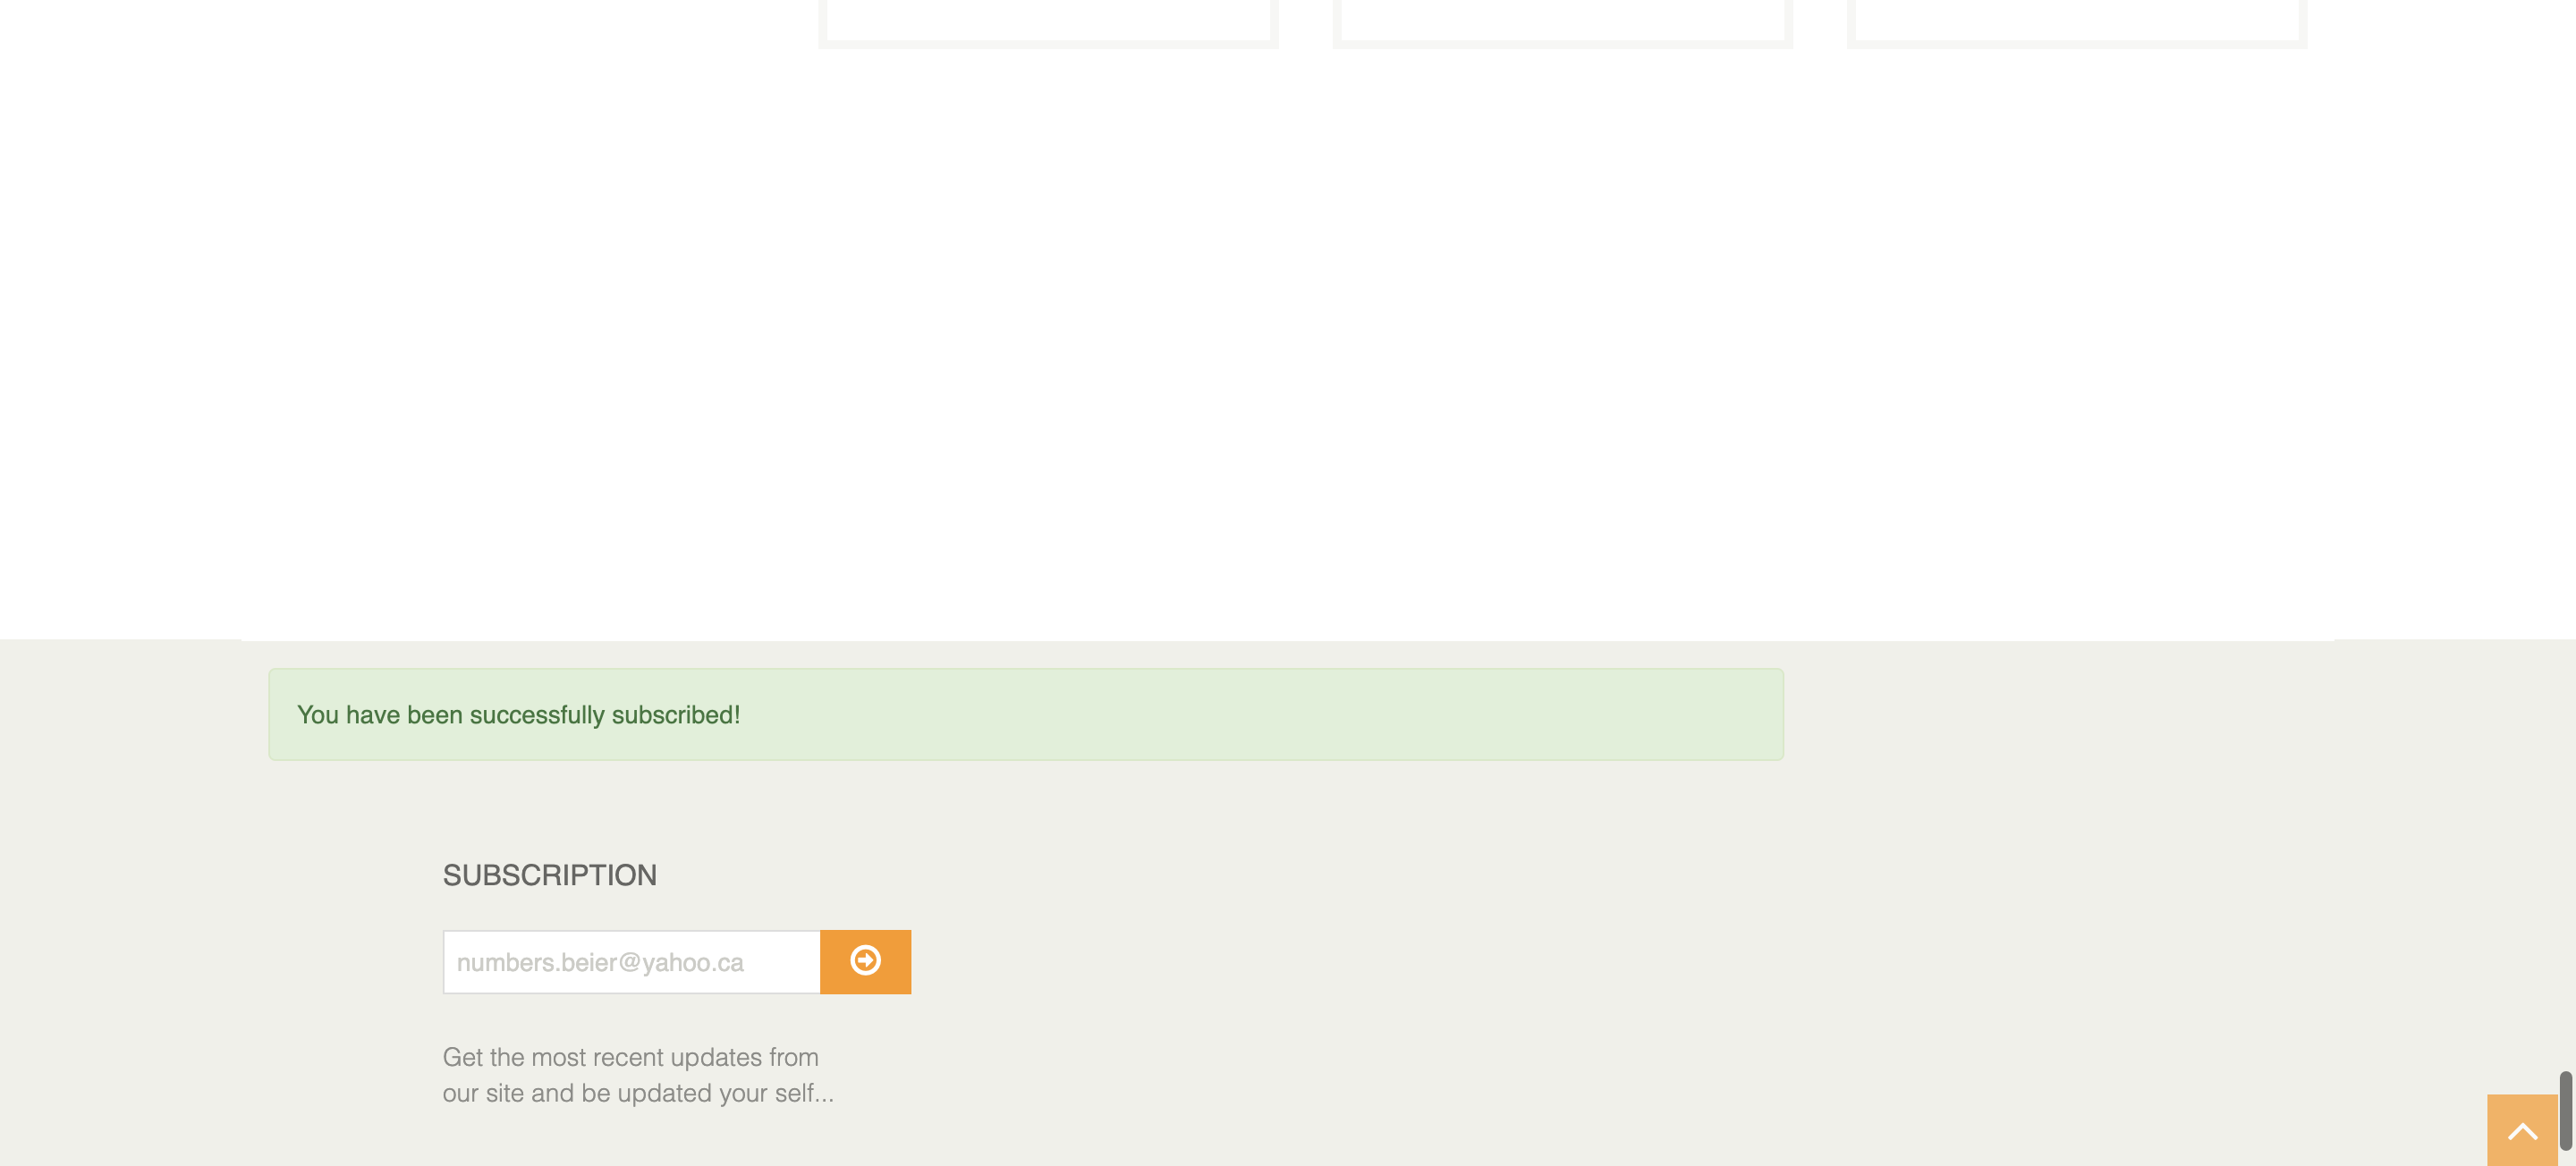 You have been successfully subscribed!
SUBSCRIPTION
numbers.beier@yahoo.ca
Get the most recent updates from
our site and be updated your self...